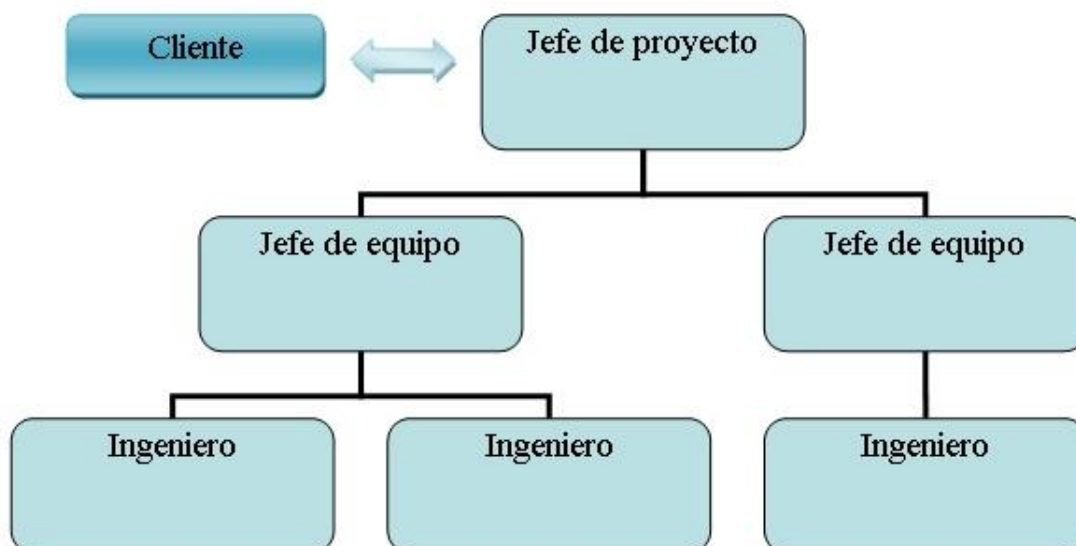 Cliente
Jefe de proyecto
Jefe de equipo
Jefe de equipo
Ingeniero
Ingeniero
Ingeniero